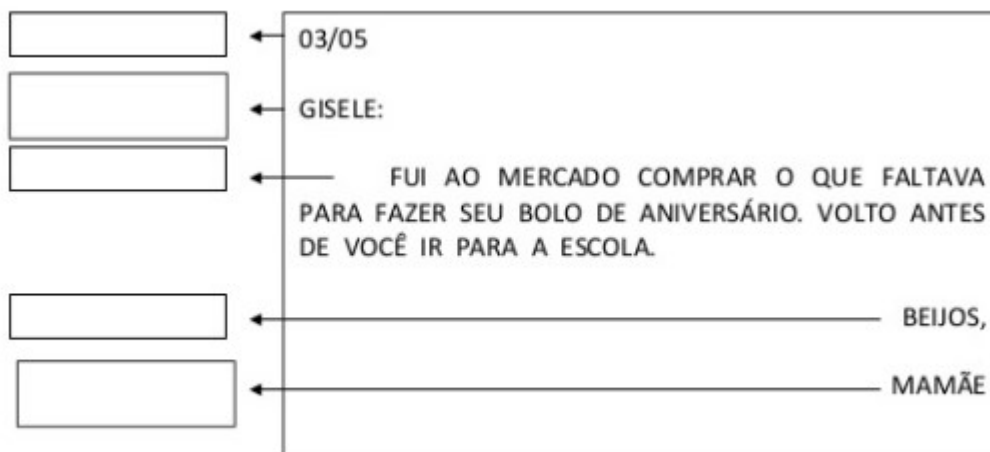 03/05
GISELE:
FUI AO MERCADO COMPRAR O QUE FALTAVA
PARA FAZER SEU BOLO DE ANIVERSÁRIO. VOLTO ANTES
DE VOCÊ IR PARA A ESCOLA.
BEIJOS,
MAMÃE